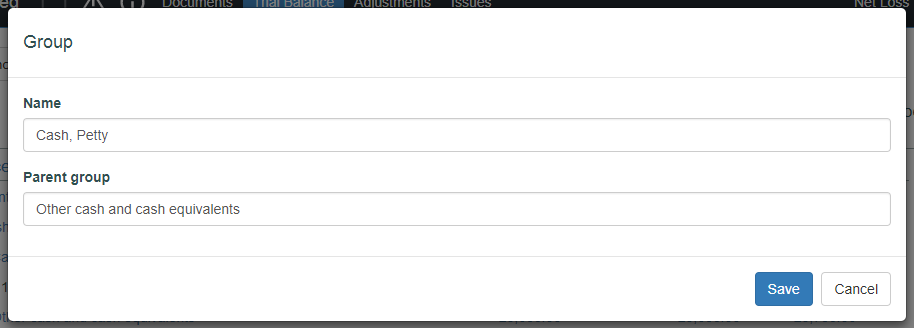 Documents Trial Balance Adjustments Issues Net Loss
Group
Name
Cash, Petty
Parent group
Other cash and cash equivalents
Save Cancel